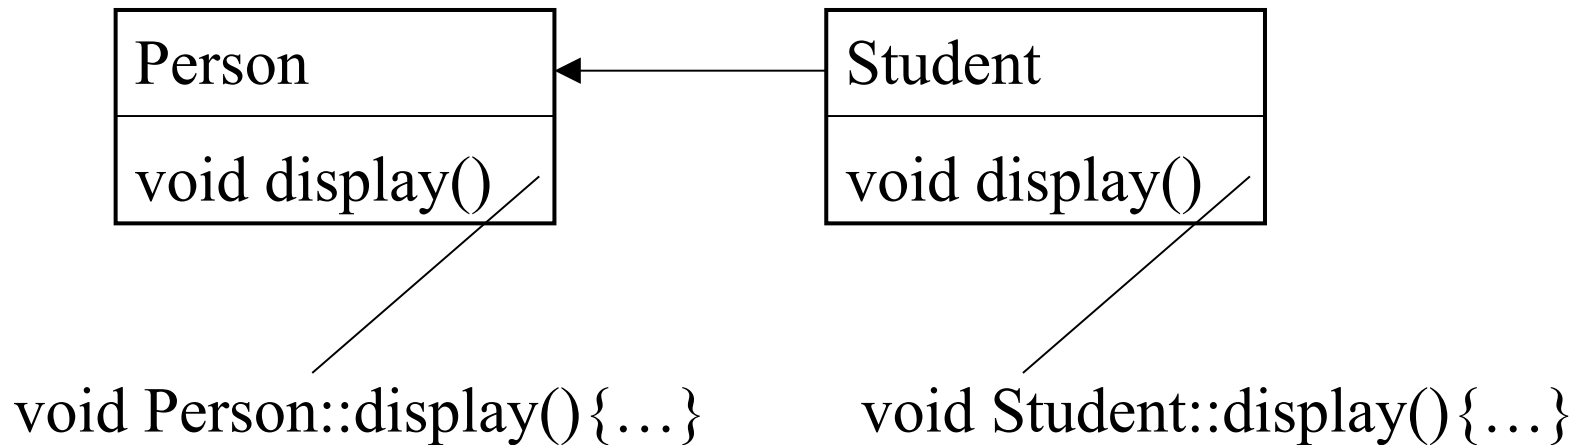 Person
void display()
Student
void display()
void Person::display(){…}
void Student::display(){…}